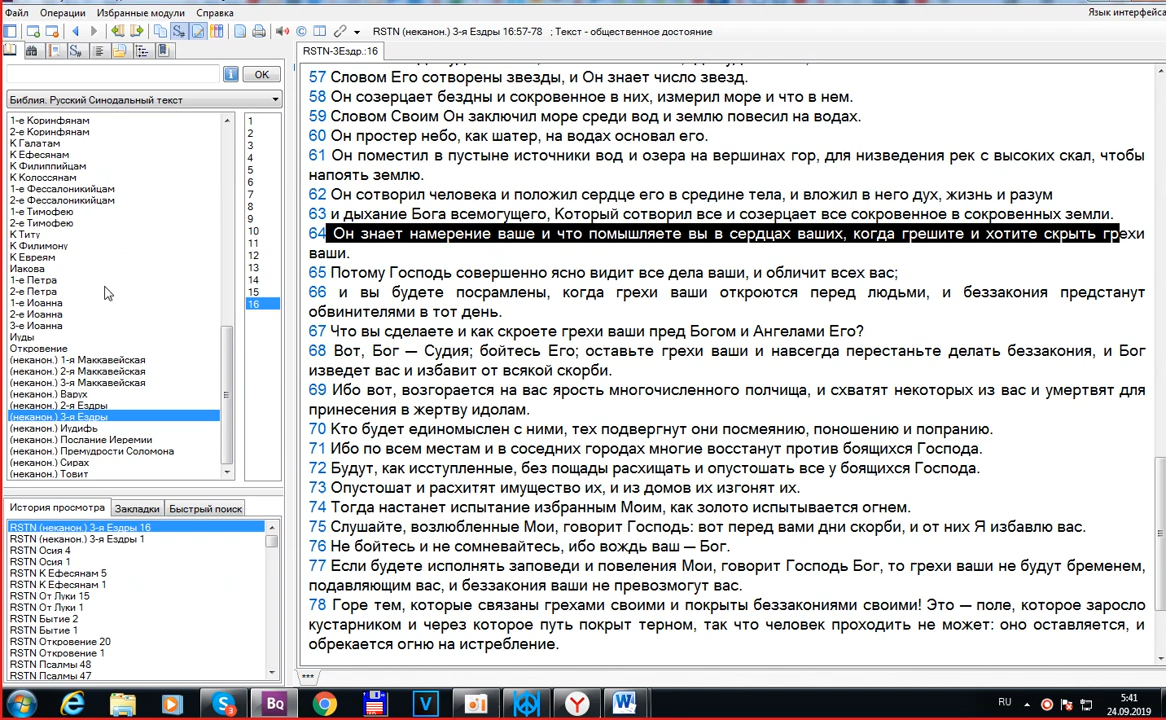 Файл Операции Избранные модули Справка
Язык интерфейса
RSTN (неканон.) 3-я Ездры 16:57-78 ; Текст - общественное достояние
RSTN-3Ездр.:16
OK
Библия. Русский Синодальный текст
1-е Коринфянам
2-е Коринфянам
К Галатам
К Ефесянам
К Филиппийцам
К Колоссянам
1-е Фессалоникийцам
2-е Фессалоникийцам
1-е Тимофею
2-е Тимофею
К Титу
К Филимону
К Евреям
Иакова
1-е Петра
2-е Петра
1-е Иоанна
2-е Иоанна
3-е Иоанна
Иуды
Откровение
(неканон.) 1-я Маккавейская
(неканон.) 2-я Маккавейская
(неканон.) 3-я Маккавейская
(неканон.) Варух
(неканон.) 2-я Ездры
(неканон.) 3-я Ездры
(неканон.) Иудифь
(неканон.) Послание Иеремии
(неканон.) Премудрости Соломона
(неканон.) Сирах
(неканон.) Товит
1
2
3
4
5
6
7
8
9
10
11
12
13
14
15
16
История просмотра Закладки Быстрый поиск
RSTN (неканон.) 3-я Ездры 16
RSTN (неканон.) 3-я Ездры 1
RSTN Осия 4
RSTN Осия 1
RSTN К Ефесянам 5
RSTN К Ефесянам 1
RSTN От Луки 15
RSTN От Луки 1
RSTN Бытие 2
RSTN Бытие 1
RSTN Откровение 20
RSTN Откровение 1
RSTN Псалмы 48
RSTN Псалмы 47
57 Словом Его сотворены звезды, и Он знает число звезд.
58 Он созерцает бездны и сокровенное в них, измерил море и что в нем.
59 Словом Своим Он заключил море среди вод и землю повесил на водах.
60 Он простер небо, как шатер, на водах основал его.
61 Он поместил в пустыне источники вод и озера на вершинах гор, для низведения рек с высоких скал, чтобы
напоять землю.
62 Он сотворил человека и положил сердце его в средине тела, и вложил в него дух, жизнь и разум
63 и дыхание Бога всемогущего, Который сотворил все и созерцает все сокровенное в сокровенных земли.
64 Он знает намерение ваше и что помышляете вы в сердцах ваших, когда грешите и хотите скрыть грехи
ваши.
65 Потому Господь совершенно ясно видит все дела ваши, и обличит всех вас;
66 и вы будете посрамлены, когда грехи ваши откроются перед людьми, и беззакония предстанут
обвинителями в тот день.
67 Что вы сделаете и как скроете грехи ваши пред Богом и Ангелами Его?
68 Вот, Бог — Судия; бойтесь Его; оставьте грехи ваши и навсегда перестаньте делать беззакония, и Бог
изведет вас и избавит от всякой скорби.
69 Ибо вот, возгорается на вас ярость многочисленного полчища, и схватят некоторых из вас и умертвят для
принесения в жертву идолам.
70 Кто будет единомыслен с ними, тех подвергнут они посмеянию, поношению и попранию.
71 Ибо по всем местам и в соседних городах многие восстанут против боящихся Господа.
72 Будут, как исступленные, без пощады расхищать и опустошать все у боящихся Господа.
73 Опустошат и расхитят имущество их, и из домов их изгонят их.
74 Тогда настанет испытание избранным Моим, как золото испытывается огнем.
75 Слушайте, возлюбленные Мои, говорит Господь: вот перед вами дни скорби, и от них Я избавлю вас.
76 Не бойтесь и не сомневайтесь, ибо вождь ваш — Бог.
77 Если будете исполнять заповеди и повеления Мои, говорит Господь Бог, то грехи ваши не будут бременем,
подавляющим вас, и беззакония ваши не превозмогут вас.
78 Горе тем, которые связаны грехами своими и покрыты беззакониями своими! Это — поле, которое заросло
кустарником и через которое путь покрыт терном, так что человек проходить не может: оно оставляется, и
обрекается огню на истребление.
***
RU
5:41
24.09.2019